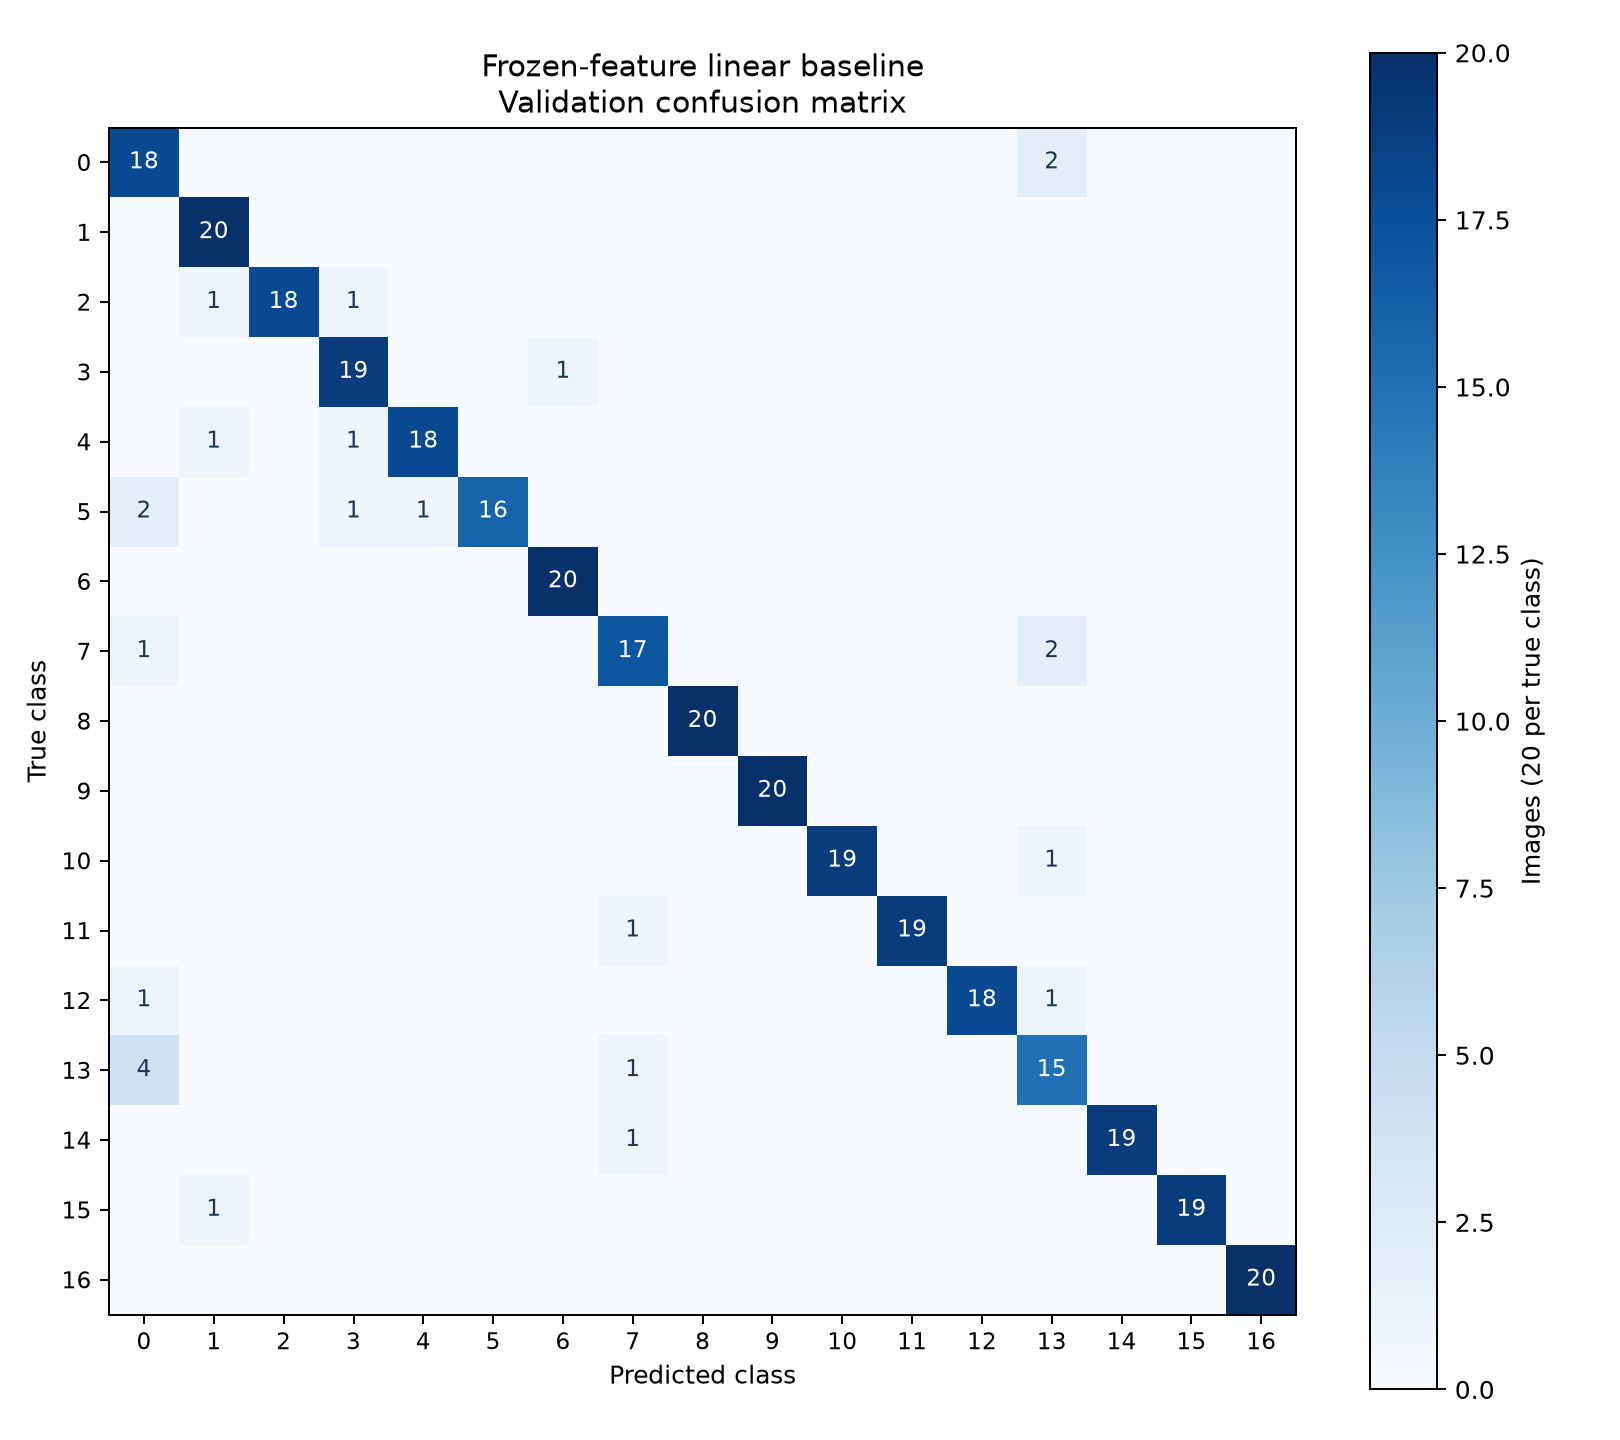 Frozen-feature linear baseline
Validation confusion matrix
0 18 2
1 20
2 1 18 1
3 19 1
4 1 1 18
5 2 1 1 16
6 20
7 1 17 2
8 20
9 20
10 19 1
11 1 19
12 1 18 1
13 4 1 15
14 1 19
15 1 19
16 20
0 1 2 3 4 5 6 7 8 9 10 11 12 13 14 15 16
Predicted class
True class
20.0
17.5
15.0
12.5
10.0
7.5
5.0
2.5
0.0
Images (20 per true class)